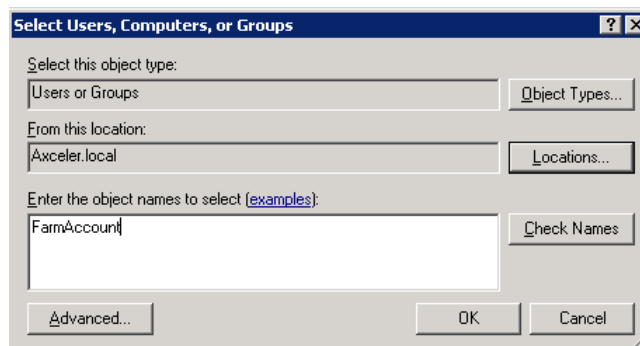 Select Users, Computers, or Groups
Select this object type:
Users or Groups
Object Types...
From this location:
Axceler.local
Locations...
Enter the object names to select (examples):
FarmAccount
Check Names
Advanced...
OK
Cancel